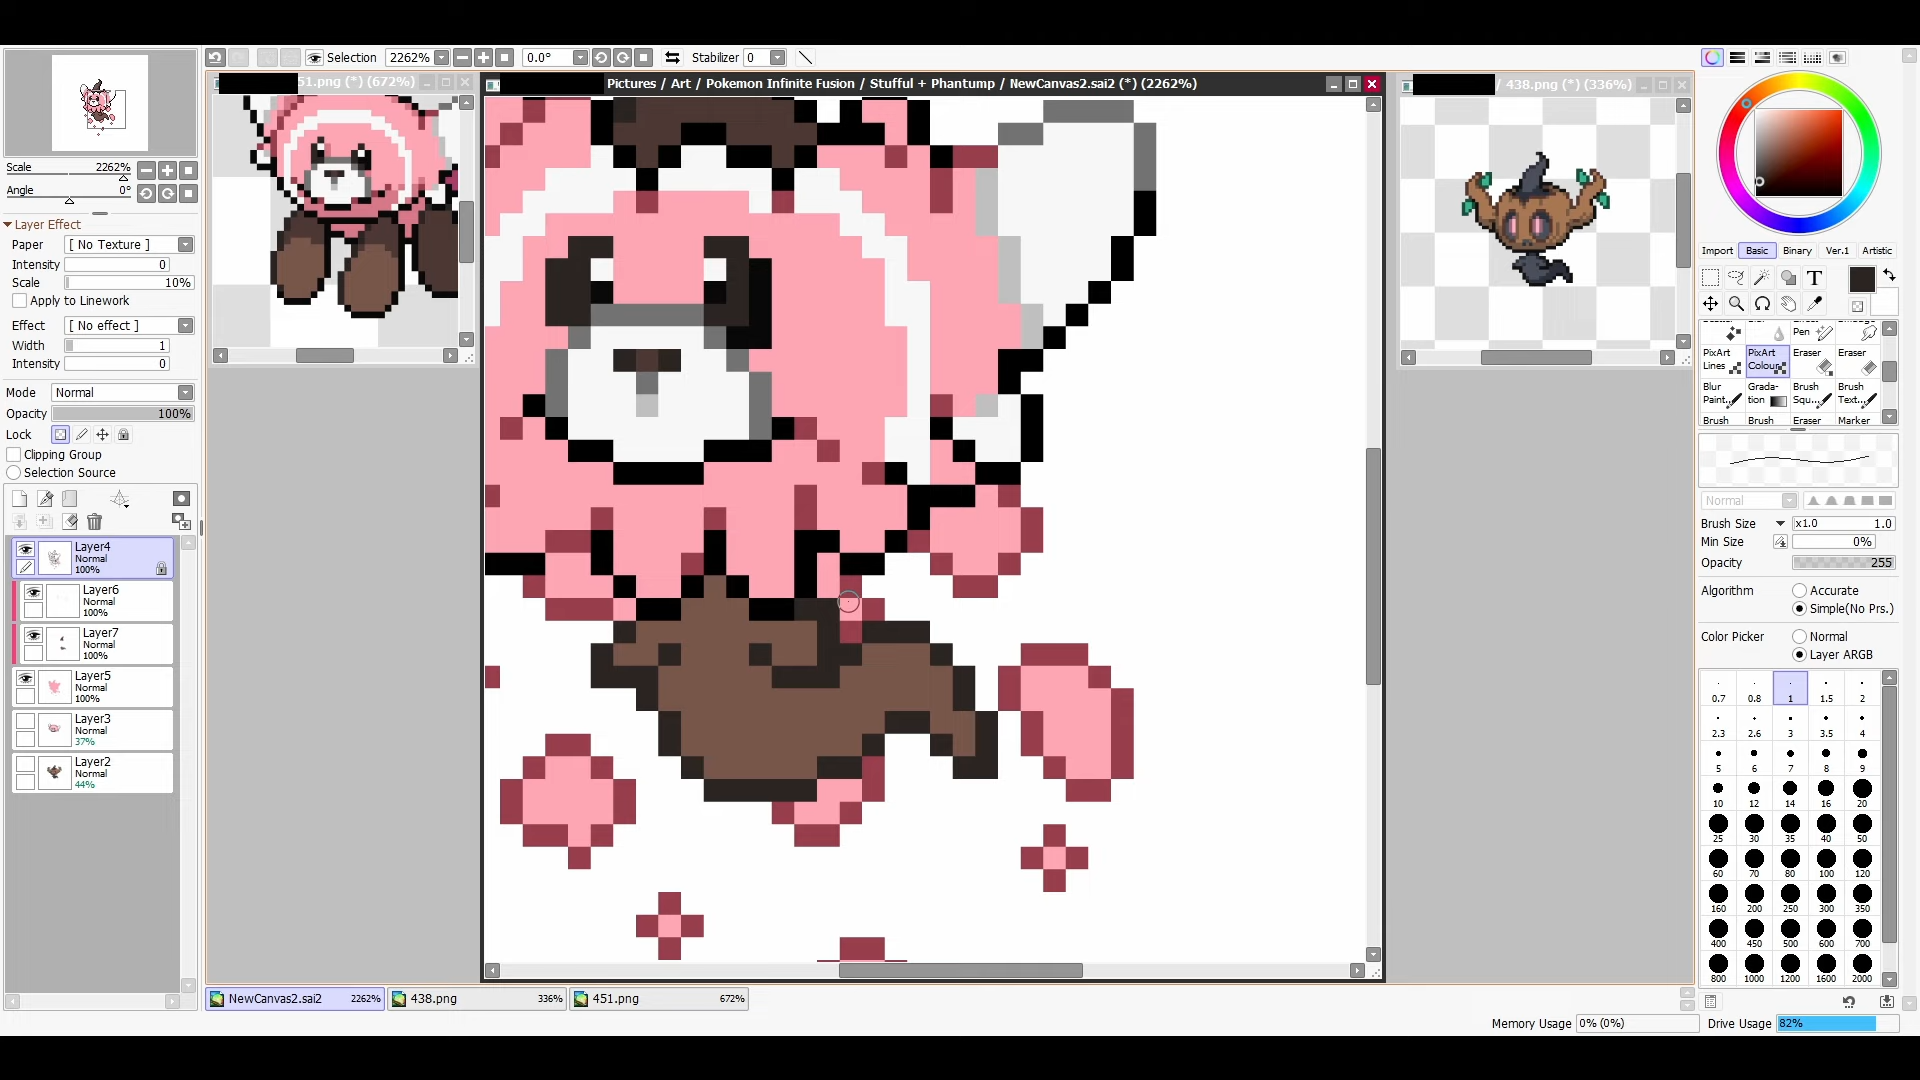 Selection 2262% 0.0° Stabilizer 0
51.png (*) (672%)
Pictures / Art / Pokemon Infinite Fusion / Stufful + Phantump / NewCanvas2.sai2 (*) (2262%)
/ 438.png (*) (336%)
Scale 2262%
Angle 0°
Layer Effect
Paper [ No Texture ]
Intensity 0
Scale 10%
Apply to Linework
Effect [ No effect ]
Width 1
Intensity 0
Mode Normal
Opacity 100%
Lock
Clipping Group
Selection Source
Layer4
Normal
100%
Layer6
Normal
100%
Layer7
Normal
100%
Layer5
Normal
100%
Layer3
Normal
37%
Layer2
Normal
44%
Import Basic Binary Ver.1 Artistic
T
Pen
PixArt Lines
PixArt Colour
Eraser
Eraser
Blur Paint..
Grada-tion
Brush Squ..
Brush Text..
Brush
Brush
Eraser
Marker
Normal
Brush Size x1.0 1.0
Min Size 0%
Opacity 255
Algorithm Accurate
Simple(No Prs.)
Color Picker Normal
Layer ARGB
0.7 0.8 1 1.5 2
2.3 2.6 3 3.5 4
5 6 7 8 9
10 12 14 16 20
25 30 35 40 50
60 70 80 100 120
160 200 250 300 350
400 450 500 600 700
800 1000 1200 1600 2000
NewCanvas2.sai2 2262% 438.png 336% 451.png 672%
Memory Usage 0% (0%) Drive Usage 82%